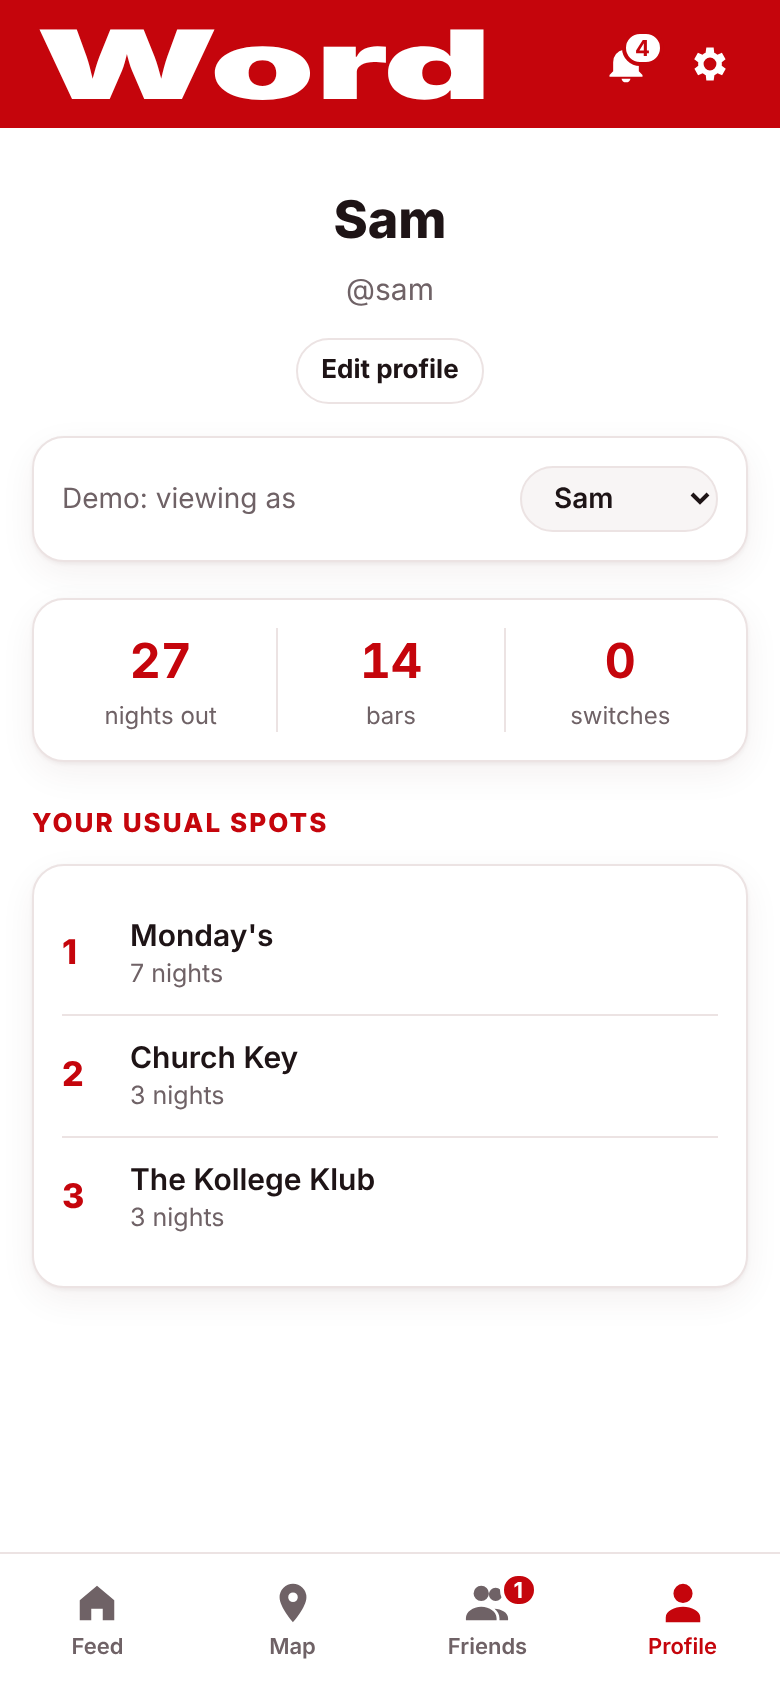 Word
4
Sam
@sam
Edit profile
Demo: viewing as
Sam
27
nights out
14
bars
0
switches
YOUR USUAL SPOTS
1
Monday's
7 nights
2
Church Key
3 nights
3
The Kollege Klub
3 nights
Feed
Map
1
Friends
Profile